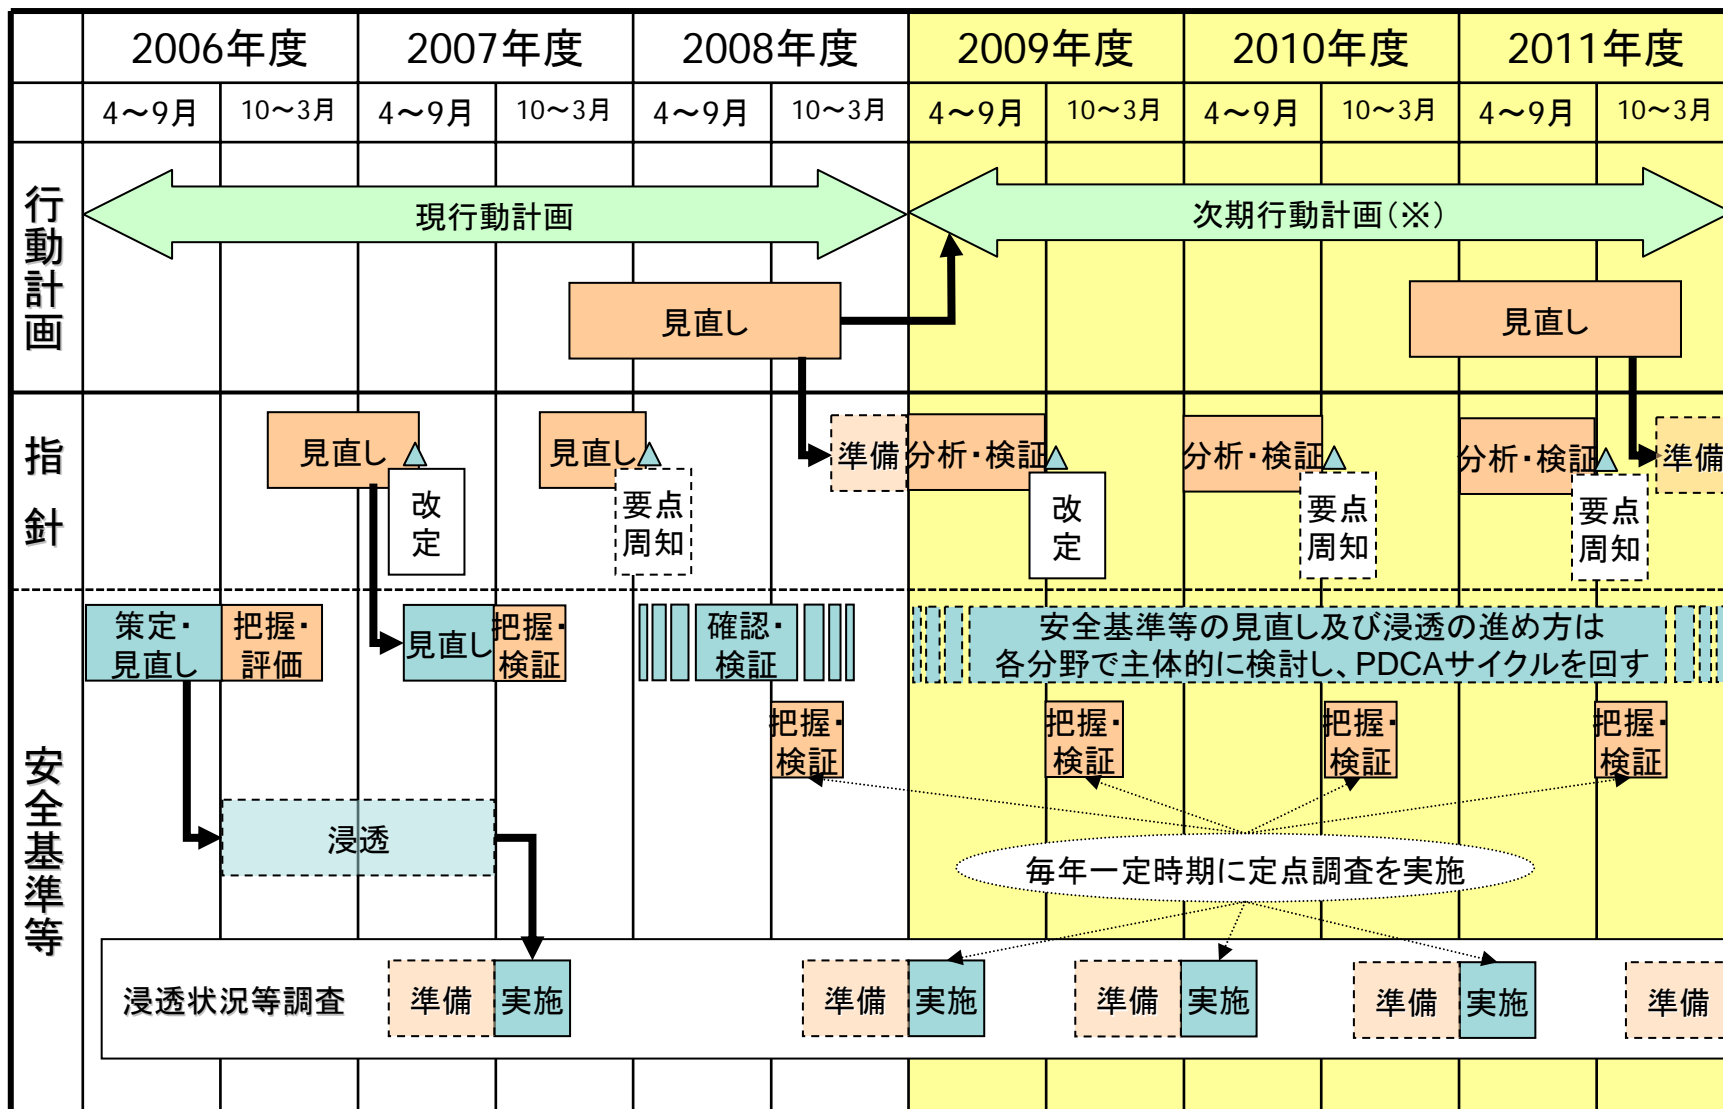 2006年度
2007年度
2008年度
2009年度
2010年度
2011年度
4～9月
10～3月
4～9月
10～3月
4～9月
10～3月
4～9月
10～3月
4～9月
10～3月
4～9月
10～3月
行動計画
現行動計画
次期行動計画(※)
見直し
見直し
指針
見直し
改定
見直し
要点
周知
準備
分析・検証
改定
分析・検証
要点
周知
分析・検証
要点
周知
準備
安全基準等
策定・
見直し
把握・
評価
見直し
把握・
検証
確認・
検証
安全基準等の見直し及び浸透の進め方は
各分野で主体的に検討し、PDCAサイクルを回す
把握・
検証
把握・
検証
把握・
検証
把握・
検証
浸透
毎年一定時期に定点調査を実施
浸透状況等調査
準備
実施
準備
実施
準備
実施
準備
実施
準備